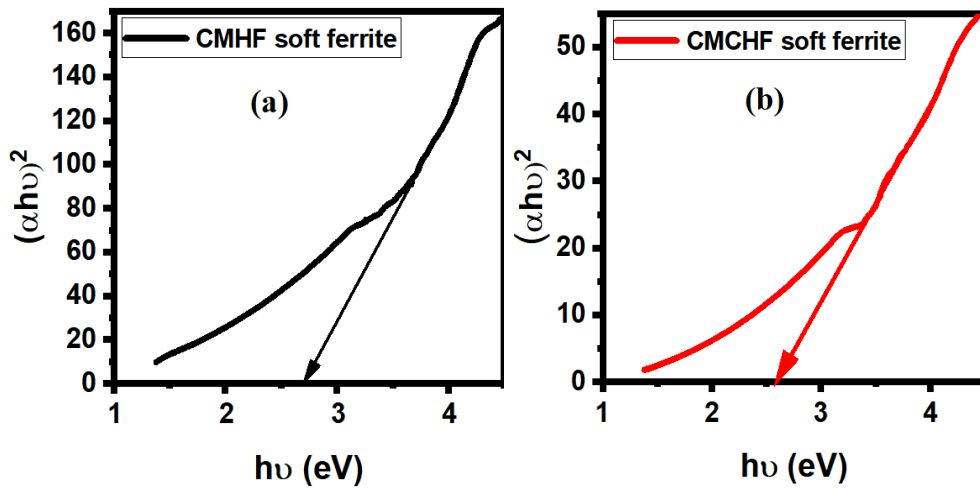 CMHF soft ferrite
(a)
(αhυ)²
160
140
120
100
80
60
40
20
0
1 2 3 4
hυ (eV)
CMCHF soft ferrite
(b)
(αhυ)²
50
40
30
20
10
0
1 2 3 4
hυ (eV)